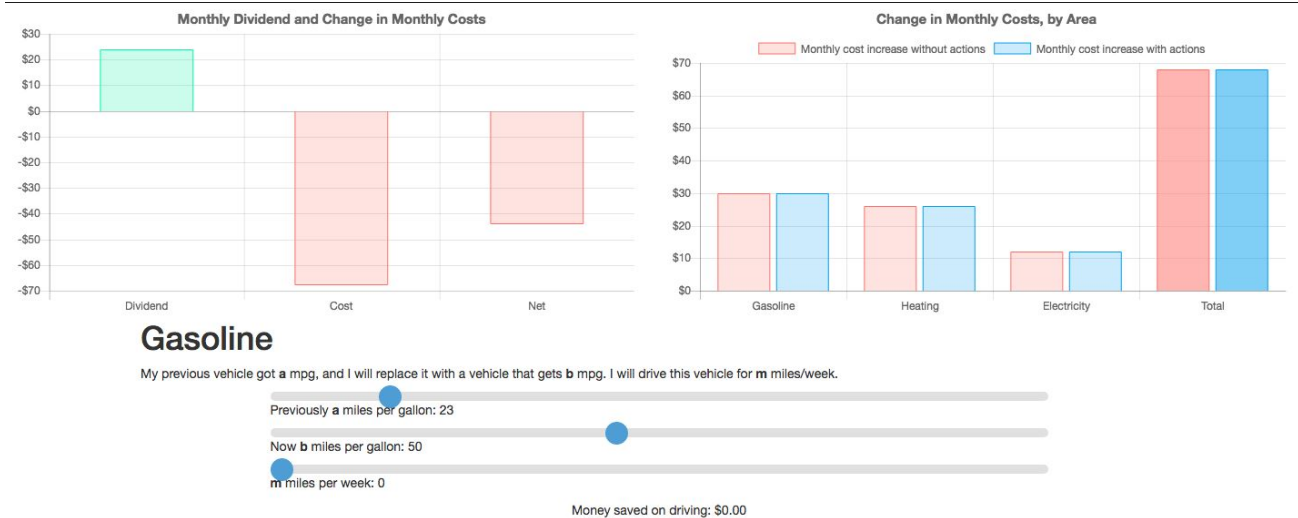 Monthly Dividend and Change in Monthly Costs
$30
$20
$10
$0
-$10
-$20
-$30
-$40
-$50
-$60
-$70
Dividend Cost Net
Change in Monthly Costs, by Area
Monthly cost increase without actions Monthly cost increase with actions
$70
$60
$50
$40
$30
$20
$10
$0
Gasoline Heating Electricity Total
Gasoline
My previous vehicle got a mpg, and I will replace it with a vehicle that gets b mpg. I will drive this vehicle for m miles/week.
Previously a miles per gallon: 23
Now b miles per gallon: 50
m miles per week: 0
Money saved on driving: $0.00